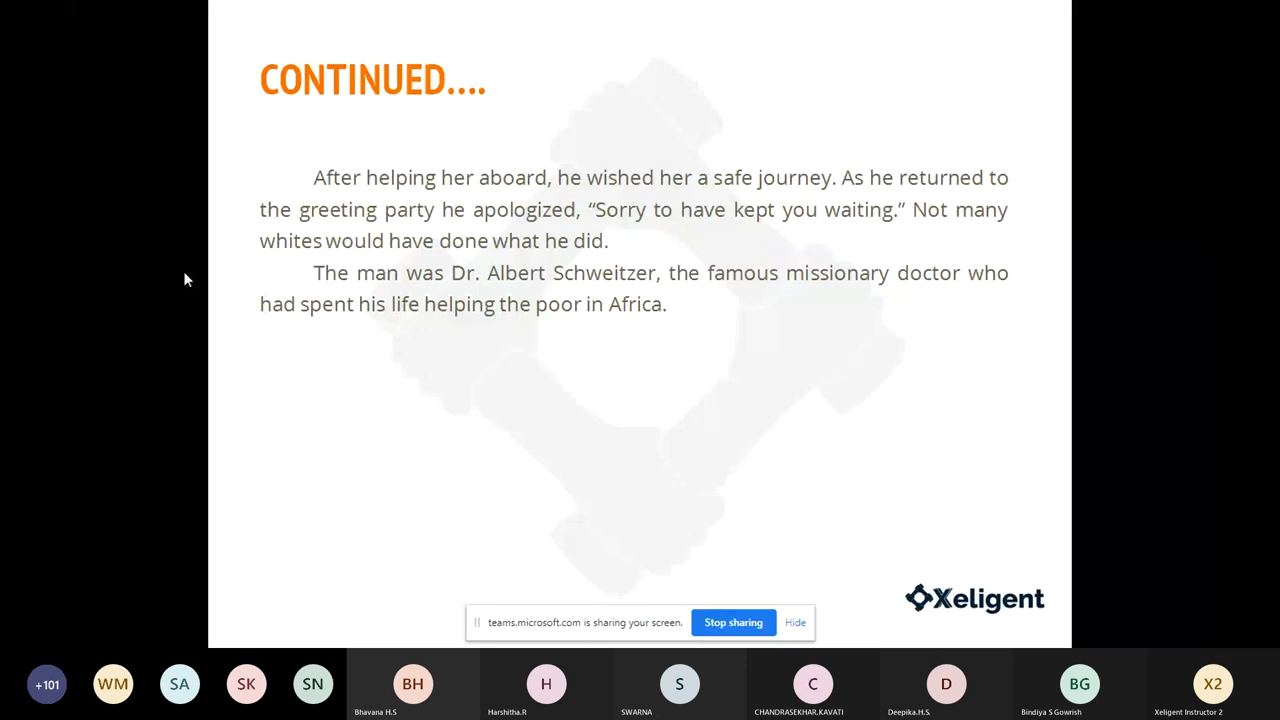 CONTINUED....
After helping her aboard, he wished her a safe journey. As he returned to
the greeting party he apologized, “Sorry to have kept you waiting.” Not many
whites would have done what he did.
The man was Dr. Albert Schweitzer, the famous missionary doctor who
had spent his life helping the poor in Africa.
Xeligent
teams.microsoft.com is sharing your screen. Stop sharing Hide
+101 WM SA SK SN BH H S C D BG X2
Bhavana H.S Harshitha.R SWARNA CHANDRASEKHAR.KAVATI Deepika.H.S. Bindiya S Gowrish Xeligent Instructor 2